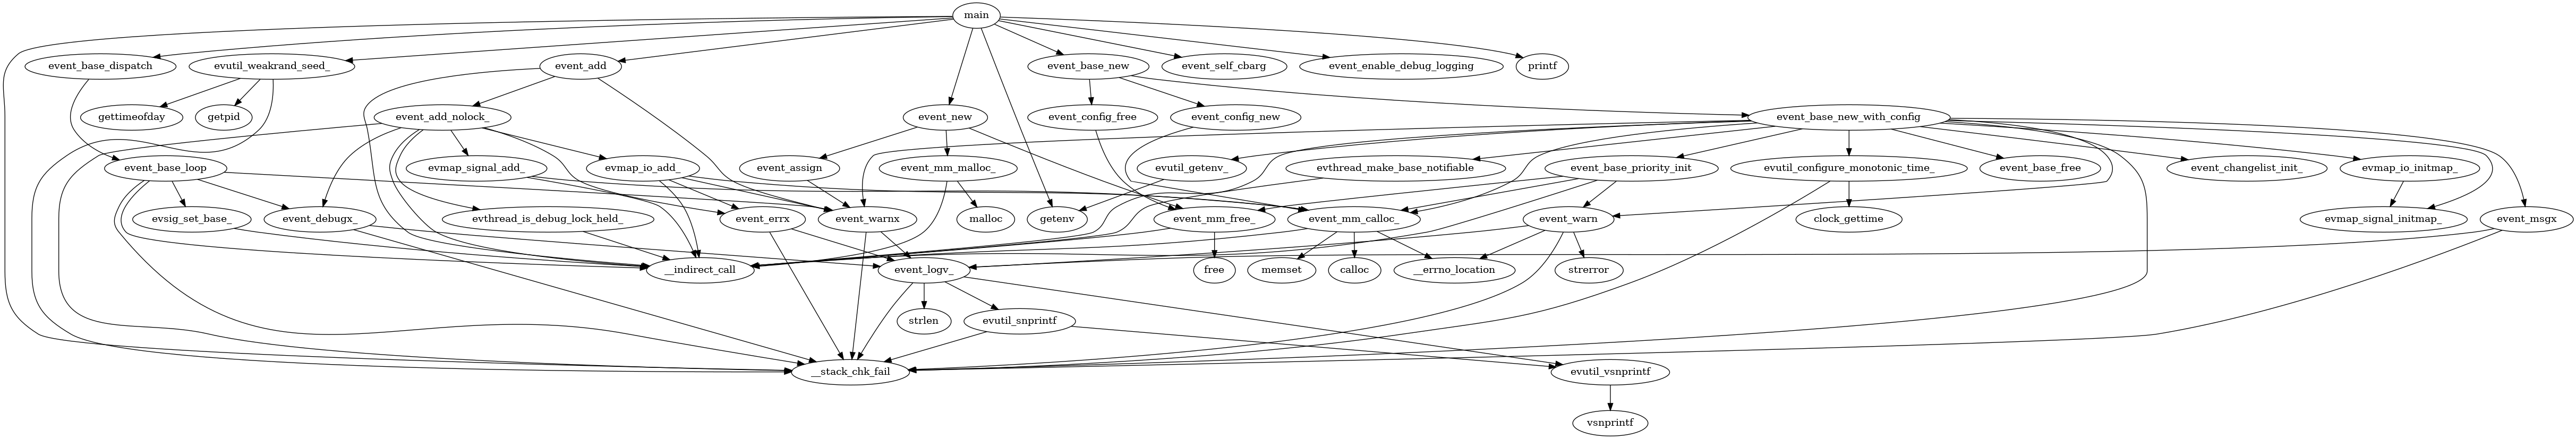 main
event_base_dispatch
evutil_weakrand_seed_
event_add
event_base_new
event_self_cbarg
event_enable_debug_logging
printf
gettimeofday
getpid
event_add_nolock_
event_new
event_config_free
event_config_new
event_base_new_with_config
event_base_loop
evmap_signal_add_
evmap_io_add_
event_assign
event_mm_malloc_
evutil_getenv_
evthread_make_base_notifiable
event_base_priority_init
evutil_configure_monotonic_time_
event_base_free
event_changelist_init_
evmap_io_initmap_
evsig_set_base_
event_debugx_
evthread_is_debug_lock_held_
event_errx
event_warnx
malloc
getenv
event_mm_free_
event_mm_calloc_
event_warn
clock_gettime
evmap_signal_initmap_
event_msgx
__indirect_call
event_logv_
free
memset
calloc
__errno_location
strerror
strlen
evutil_snprintf
__stack_chk_fail
evutil_vsnprintf
vsnprintf